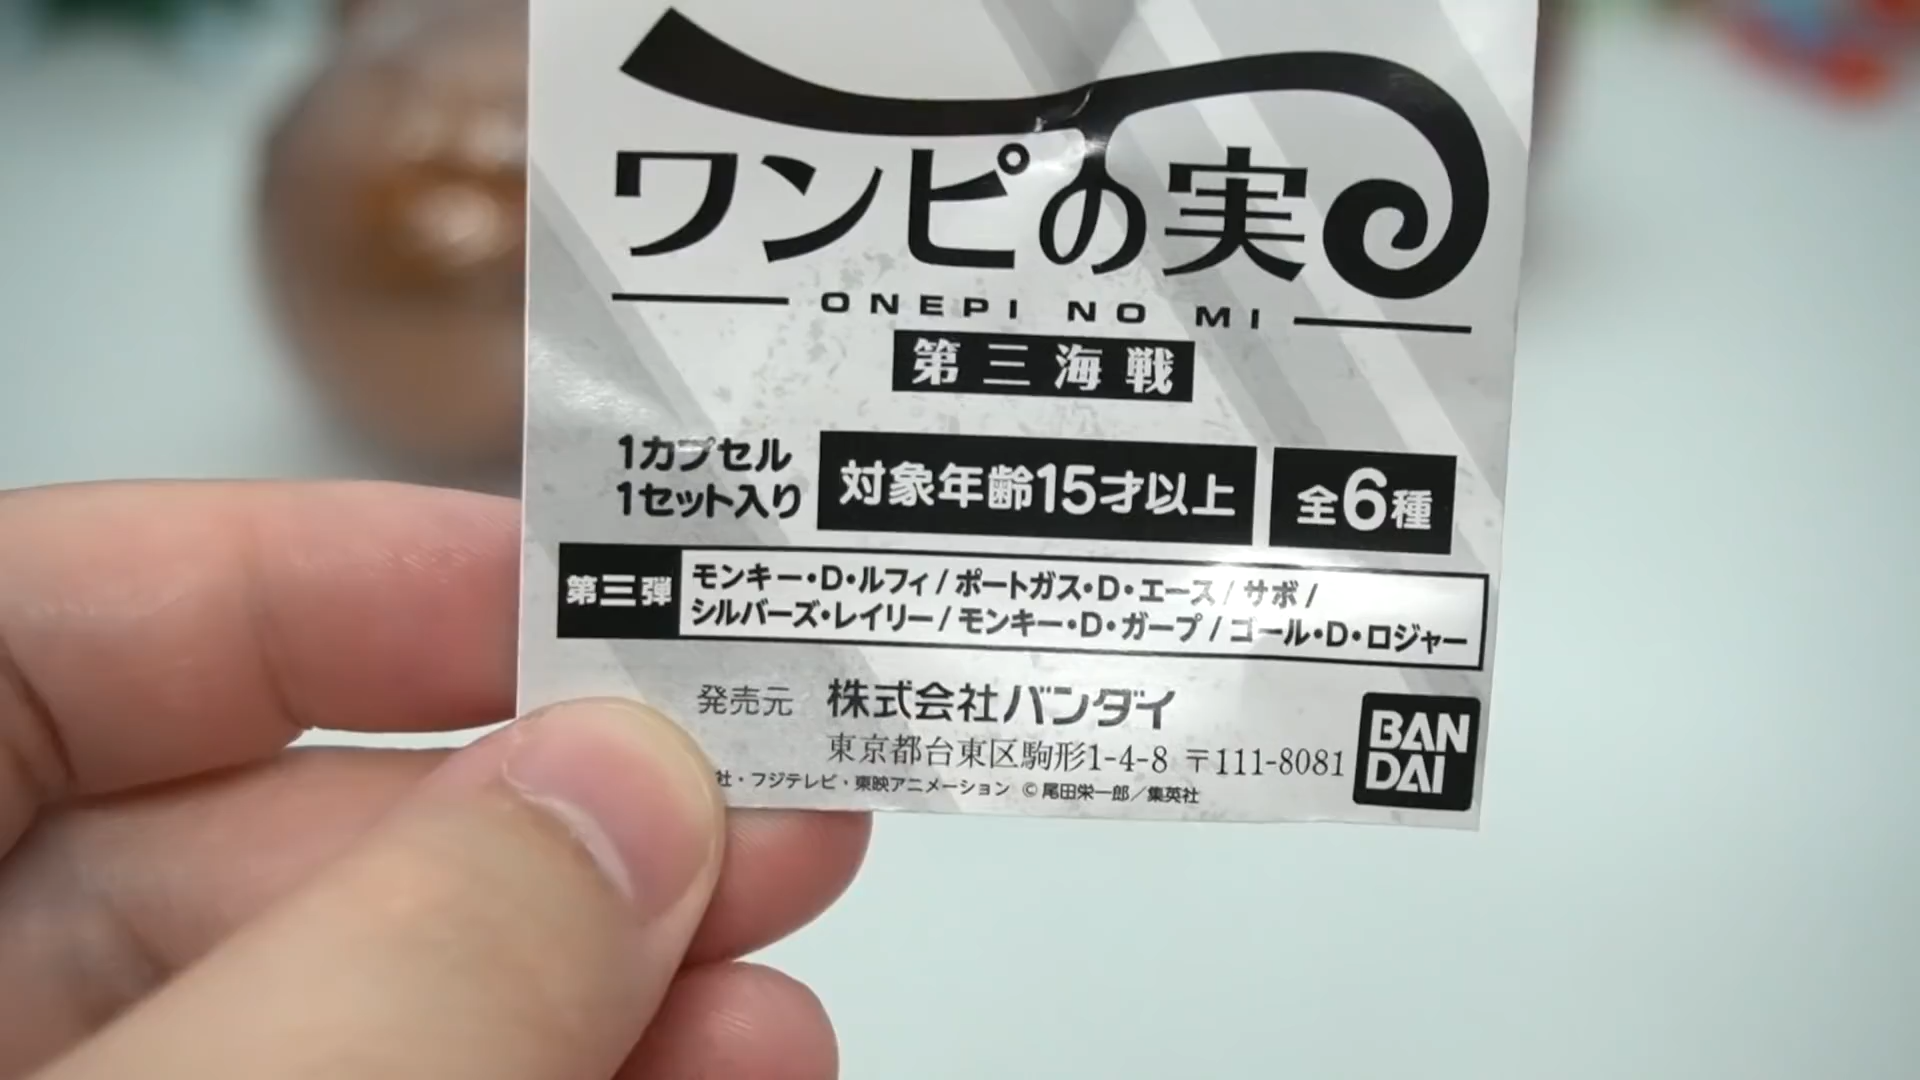 ワンピの実
ONEPI NO MI
第三海戦
1カプセル
1セット入り
対象年齢15才以上
全6種
第三弾
モンキー・D・ルフィ / ポートガス・D・エース / サボ /
シルバーズ・レイリー / モンキー・D・ガープ / ゴール・D・ロジャー
発売元 株式会社バンダイ
東京都台東区駒形1-4-8 〒111-8081
社・フジテレビ・東映アニメーション ©尾田栄一郎／集英社
BAN
DAI